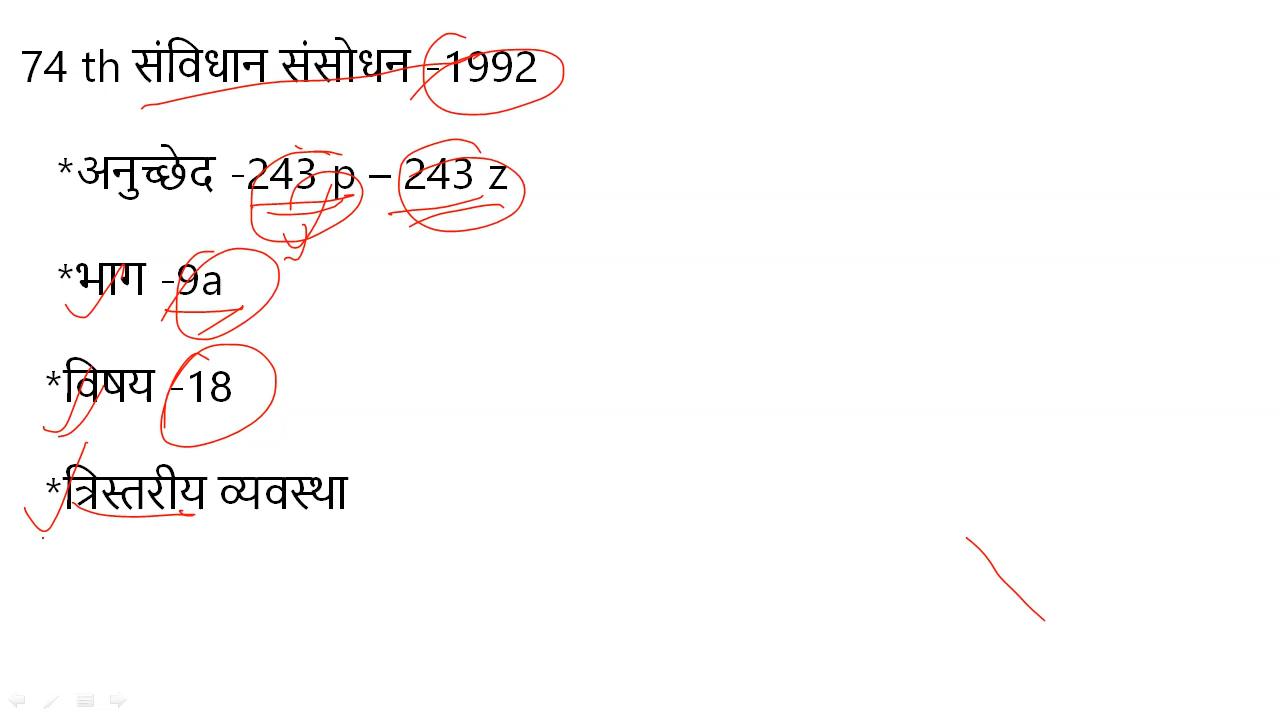 74 th संविधान संसोधन -1992
*अनुच्छेद -243 p – 243 z
*भाग -9a
*विषय -18
*त्रिस्तरीय व्यवस्था